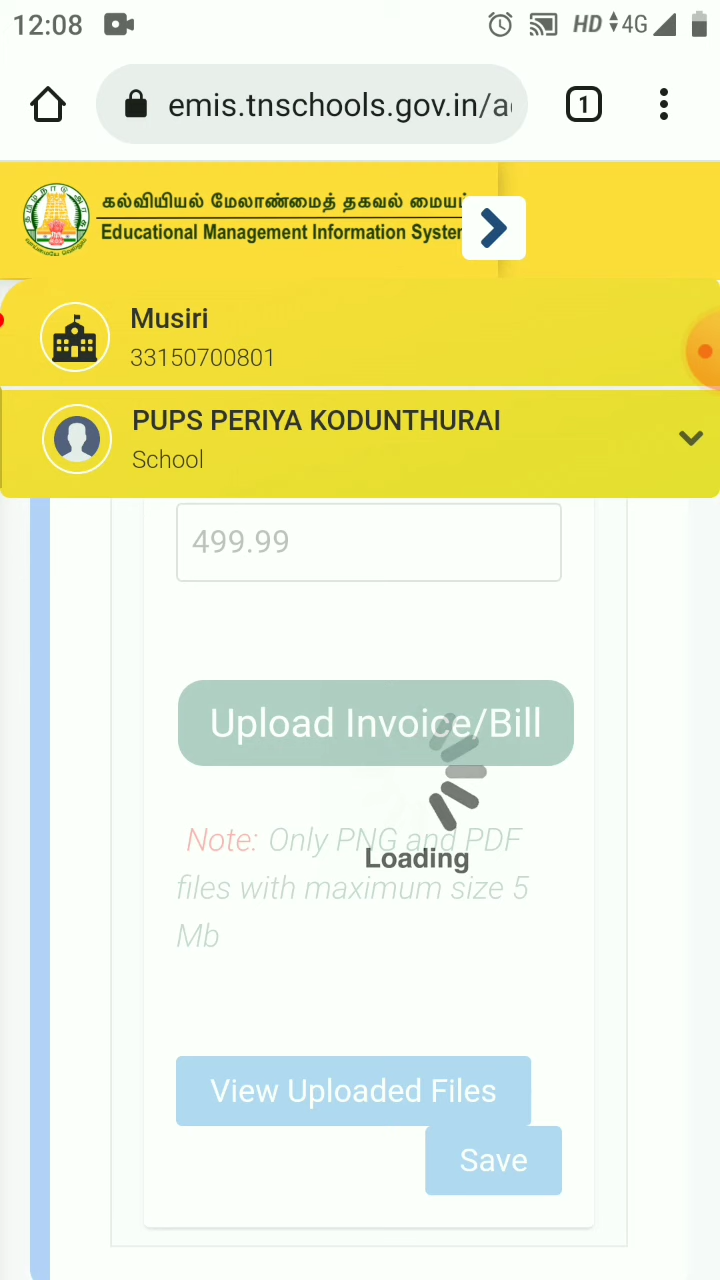 12:08
HD 4G
emis.tnschools.gov.in/a
1
கல்வியியல் மேலாண்மைத் தகவல் மைய
Educational Management Information System
Musiri
33150700801
PUPS PERIYA KODUNTHURAI
School
499.99
Upload Invoice/Bill
Note: Only PNG and PDF
Loading
files with maximum size 5
Mb
View Uploaded Files
Save